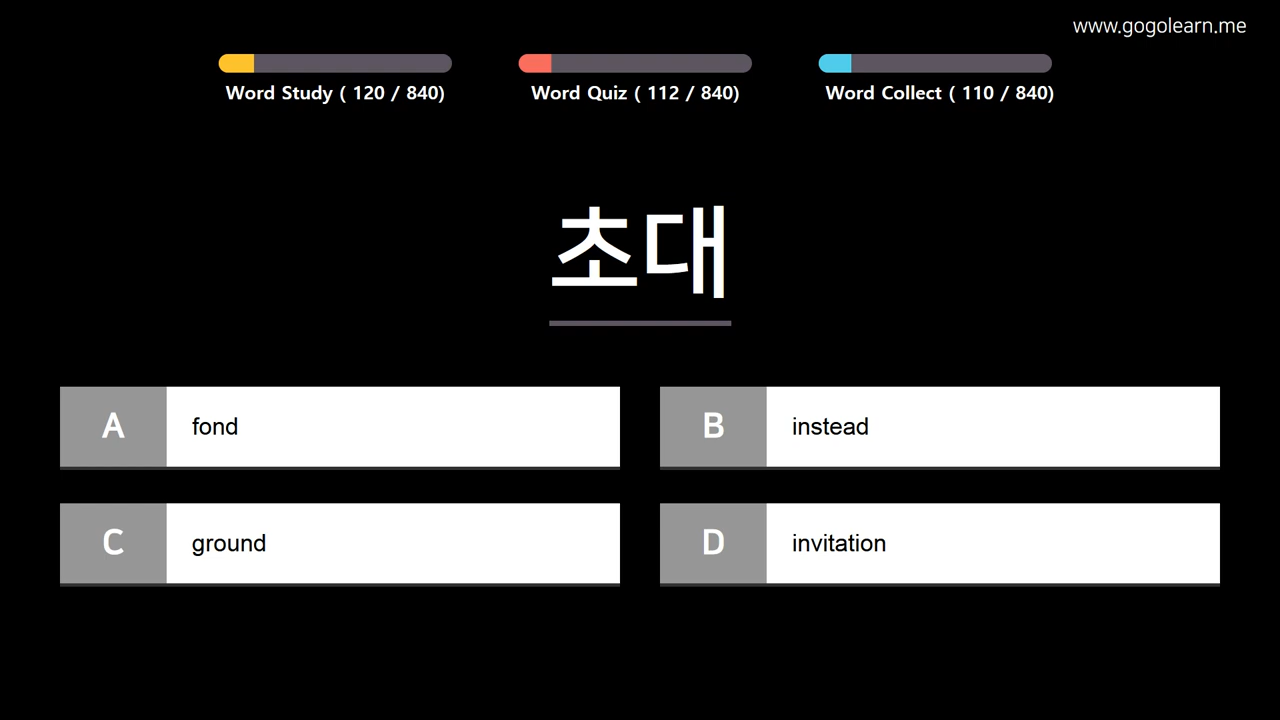 www.gogolearn.me
Word Study ( 120 / 840)
Word Quiz ( 112 / 840)
Word Collect ( 110 / 840)
초대
A fond
B instead
C ground
D invitation